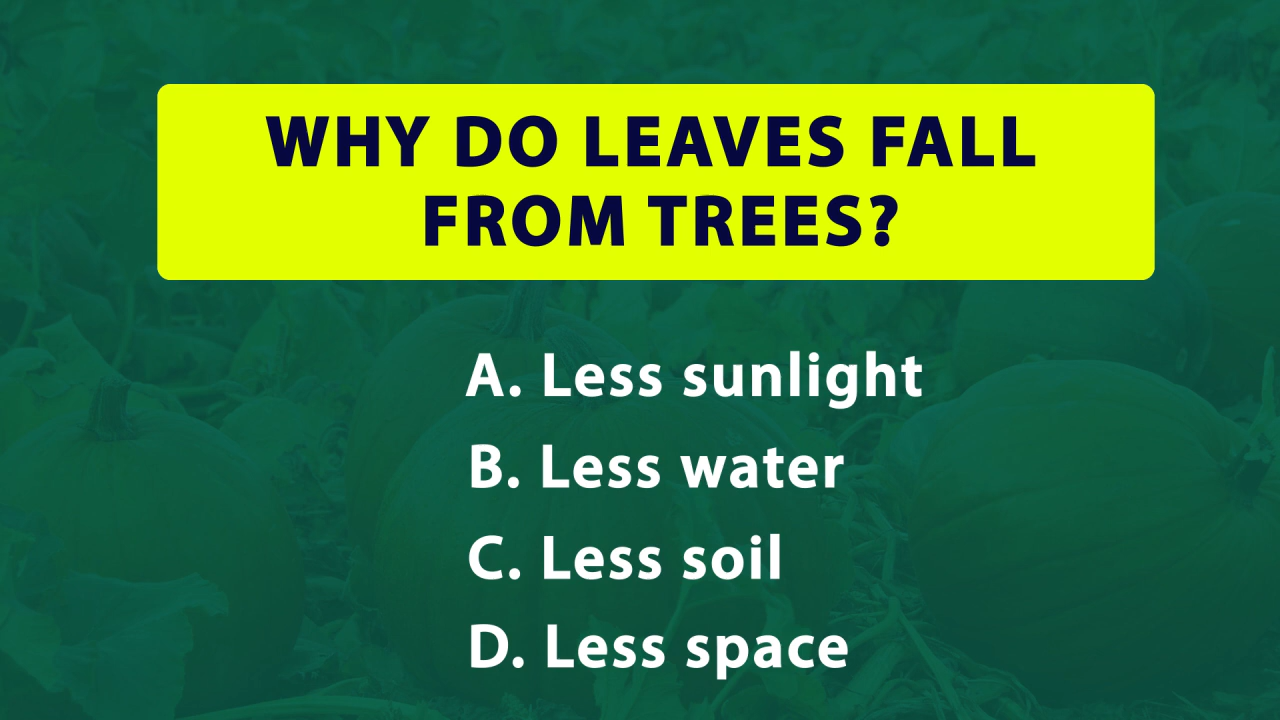 WHY DO LEAVES FALL
FROM TREES?
A. Less sunlight
B. Less water
C. Less soil
D. Less space